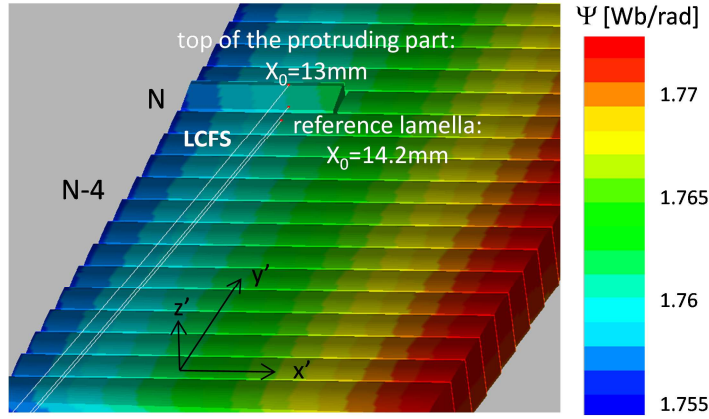 Ψ [Wb/rad]
top of the protruding part:
X₀=13mm
N
reference lamella:
X₀=14.2mm
LCFS
N-4
z'
y'
x'
1.77
1.765
1.76
1.755